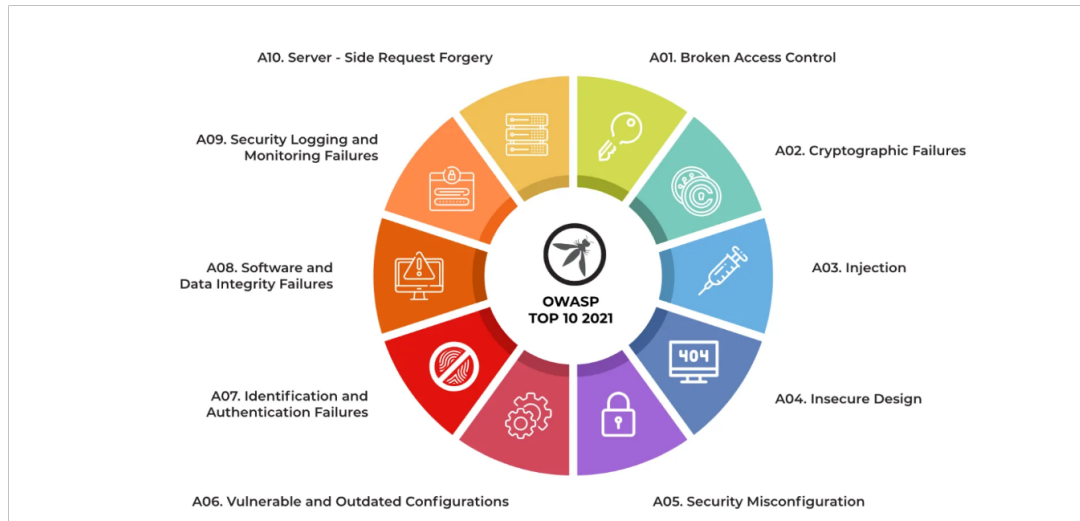 A10. Server - Side Request Forgery
A01. Broken Access Control
A09. Security Logging and
Monitoring Failures
A02. Cryptographic Failures
A08. Software and
Data Integrity Failures
A03. Injection
OWASP
TOP 10 2021
404
A07. Identification and
Authentication Failures
A04. Insecure Design
A06. Vulnerable and Outdated Configurations
A05. Security Misconfiguration